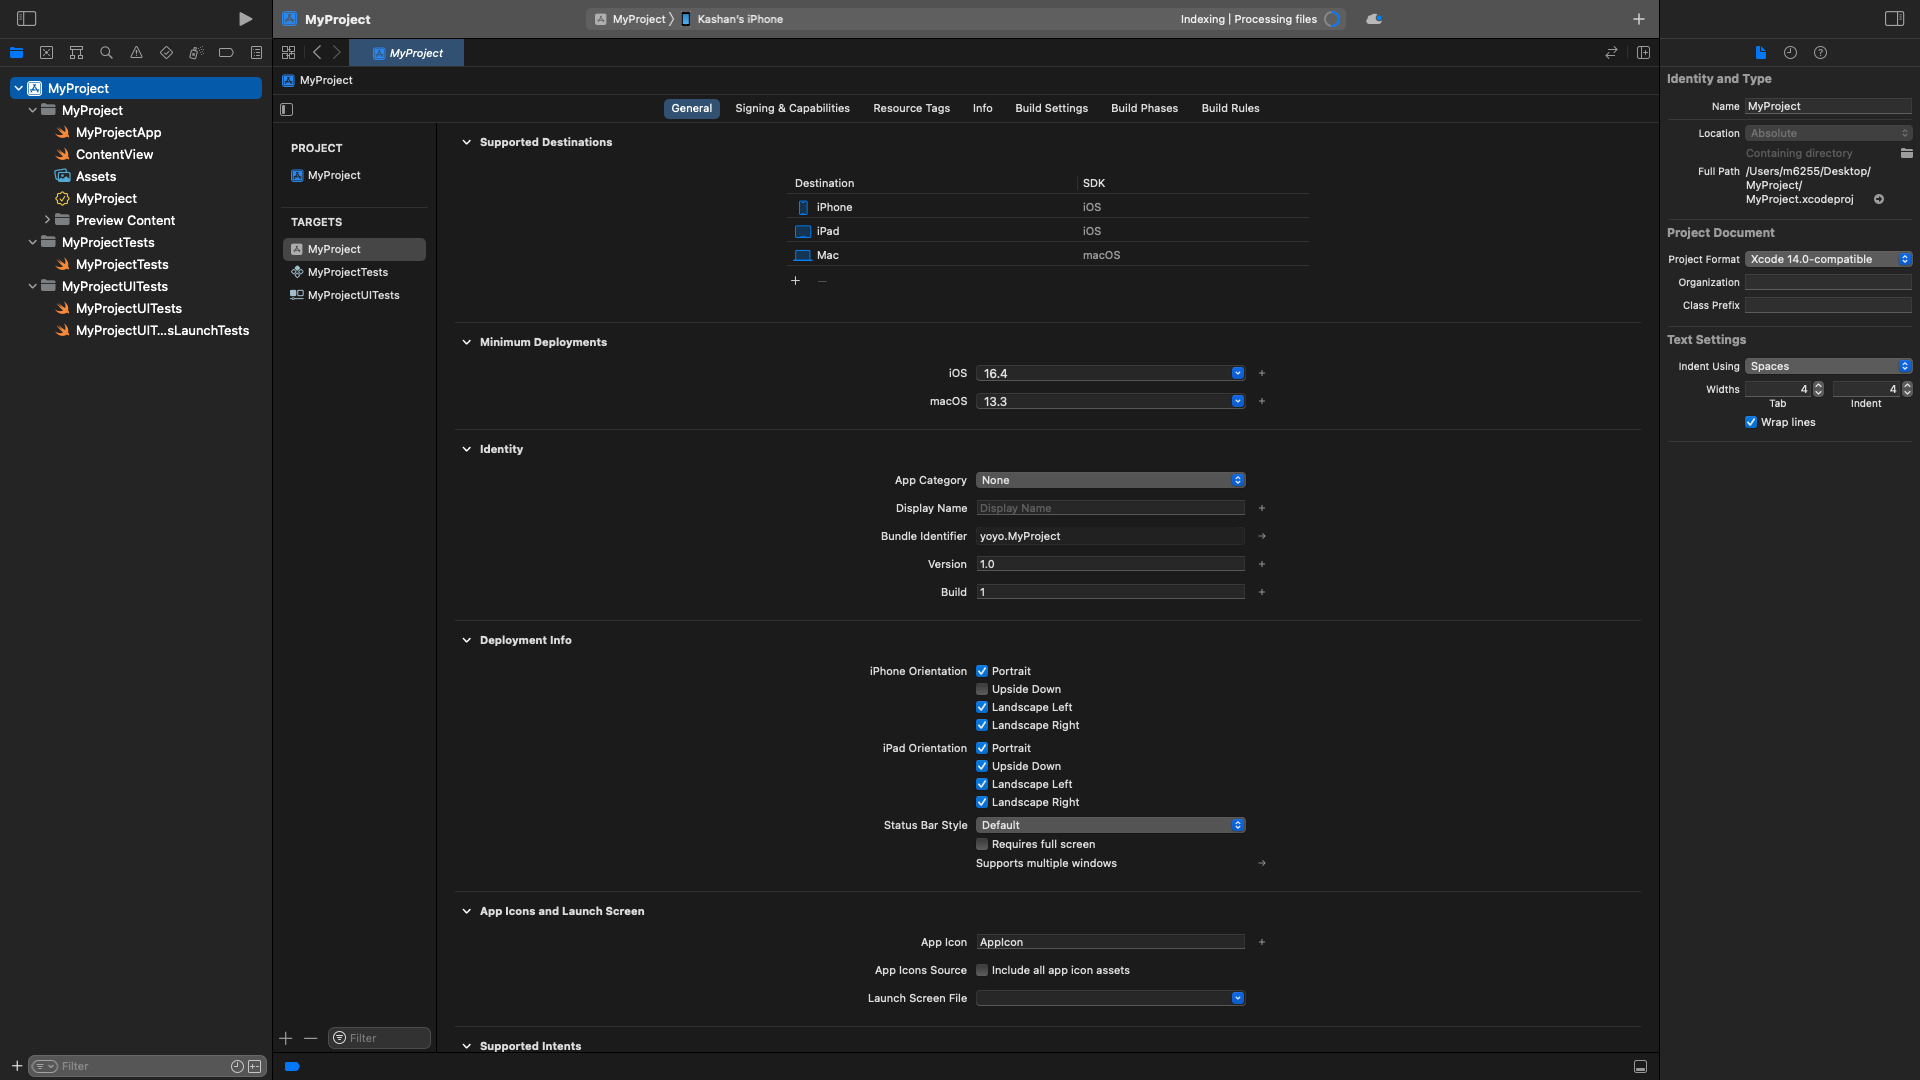 MyProject
MyProject
Kashan's iPhone
Indexing | Processing files
MyProject
MyProject
General
Signing & Capabilities
Resource Tags
Info
Build Settings
Build Phases
Build Rules
MyProject
MyProject
MyProjectApp
ContentView
Assets
MyProject
Preview Content
MyProjectTests
MyProjectTests
MyProjectUITests
MyProjectUITests
MyProjectUIT...sLaunchTests
Filter
PROJECT
MyProject
TARGETS
MyProject
MyProjectTests
MyProjectUITests
Filter
Supported Destinations
Destination SDK
iPhone iOS
iPad iOS
Mac macOS
Minimum Deployments
iOS 16.4
macOS 13.3
Identity
App Category None
Display Name Display Name
Bundle Identifier yoyo.MyProject
Version 1.0
Build 1
Deployment Info
iPhone Orientation Portrait
Upside Down
Landscape Left
Landscape Right
iPad Orientation Portrait
Upside Down
Landscape Left
Landscape Right
Status Bar Style Default
Requires full screen
Supports multiple windows
App Icons and Launch Screen
App Icon AppIcon
App Icons Source Include all app icon assets
Launch Screen File
Supported Intents
Identity and Type
Name MyProject
Location Absolute
Containing directory
Full Path /Users/m6255/Desktop/
MyProject/
MyProject.xcodeproj
Project Document
Project Format Xcode 14.0-compatible
Organization
Class Prefix
Text Settings
Indent Using Spaces
Widths 4 4
Tab Indent
Wrap lines